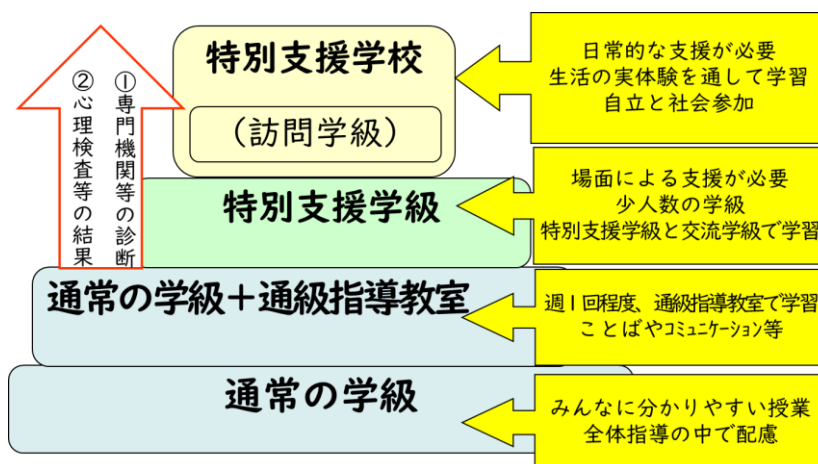 特別支援学校
（訪問学級）
日常的な支援が必要
生活の実体験を通して学習
自立と社会参加
①専門機関等の診断
②心理検査等の結果
特別支援学級
場面による支援が必要
少人数の学級
特別支援学級と交流学級で学習
通常の学級＋通級指導教室
週1回程度、通級指導教室で学習
ことばやｺﾐｭﾆｹｰｼｮﾝ等
通常の学級
みんなに分かりやすい授業
全体指導の中で配慮